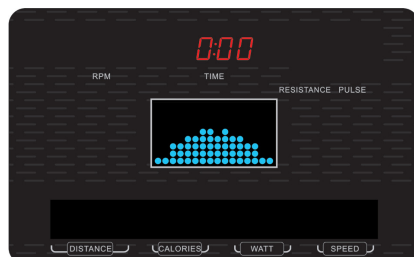 0:00
RPM TIME
RESISTANCE PULSE
DISTANCE CALORIES WATT SPEED